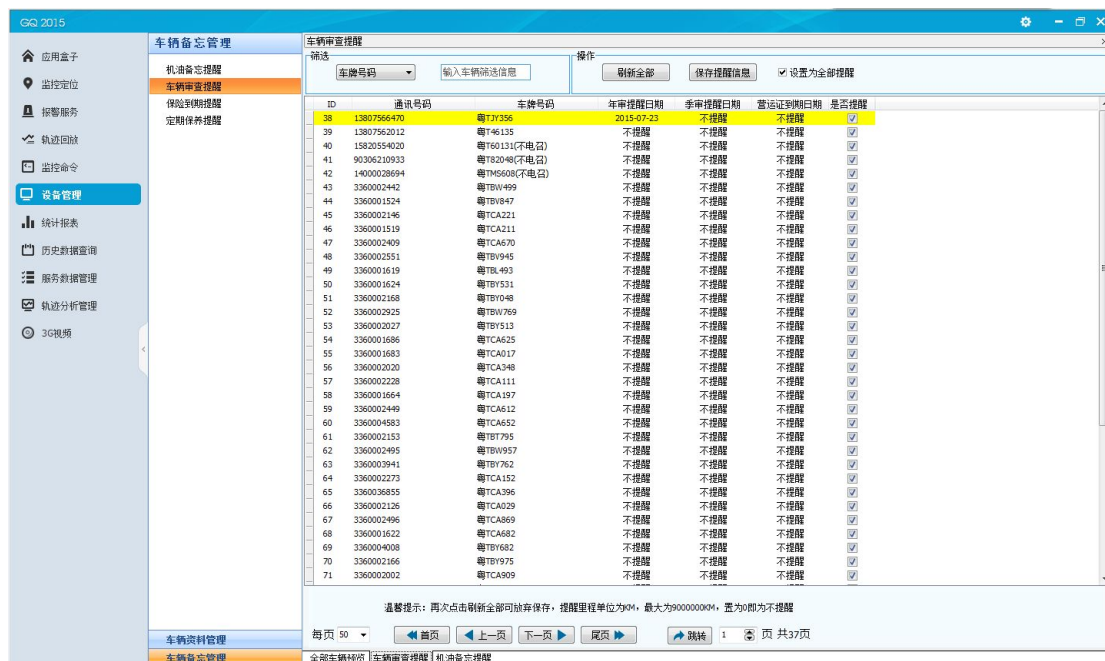 GQ 2015
应用盒子
监控定位
报警服务
轨迹回放
监控命令
设备管理
统计报表
历史数据查询
服务数据管理
轨迹分析管理
3G视频
车辆备忘管理
机油备忘提醒
车辆审查提醒
保险到期提醒
定期保养提醒
车辆资料管理
车辆备忘管理
车辆审查提醒
筛选
车牌号码 输入车辆筛选信息
操作
刷新全部 保存提醒信息 设置为全部提醒
ID 通讯号码 车牌号码 年审提醒日期 季审提醒日期 营运证到期日期 是否提醒
38 13807566470 粤TJY356 2015-07-23 不提醒 不提醒
39 13807562012 粤T46135 不提醒 不提醒 不提醒
40 15820554020 粤T60131(不电召) 不提醒 不提醒 不提醒
41 90306210933 粤T82048(不电召) 不提醒 不提醒 不提醒
42 14000028694 粤TMS608(不电召) 不提醒 不提醒 不提醒
43 3360002442 粤TBW499 不提醒 不提醒 不提醒
44 3360001524 粤TBV847 不提醒 不提醒 不提醒
45 3360002146 粤TCA221 不提醒 不提醒 不提醒
46 3360001519 粤TCA211 不提醒 不提醒 不提醒
47 3360002409 粤TCA670 不提醒 不提醒 不提醒
48 3360002551 粤TBV945 不提醒 不提醒 不提醒
49 3360001619 粤TBL493 不提醒 不提醒 不提醒
50 3360001624 粤TBY531 不提醒 不提醒 不提醒
51 3360002168 粤TBY048 不提醒 不提醒 不提醒
52 3360002925 粤TBW769 不提醒 不提醒 不提醒
53 3360002027 粤TBY513 不提醒 不提醒 不提醒
54 3360001686 粤TCA625 不提醒 不提醒 不提醒
55 3360001683 粤TCA017 不提醒 不提醒 不提醒
56 3360002020 粤TCA348 不提醒 不提醒 不提醒
57 3360002228 粤TCA111 不提醒 不提醒 不提醒
58 3360001664 粤TCA197 不提醒 不提醒 不提醒
59 3360002449 粤TCA612 不提醒 不提醒 不提醒
60 3360004583 粤TCA652 不提醒 不提醒 不提醒
61 3360002153 粤TBT795 不提醒 不提醒 不提醒
62 3360002495 粤TBW957 不提醒 不提醒 不提醒
63 3360003941 粤TBY762 不提醒 不提醒 不提醒
64 3360002273 粤TCA152 不提醒 不提醒 不提醒
65 3360036855 粤TCA396 不提醒 不提醒 不提醒
66 3360002126 粤TCA029 不提醒 不提醒 不提醒
67 3360002496 粤TCA869 不提醒 不提醒 不提醒
68 3360001622 粤TCA682 不提醒 不提醒 不提醒
69 3360004008 粤TBY682 不提醒 不提醒 不提醒
70 3360002166 粤TBY975 不提醒 不提醒 不提醒
71 3360002002 粤TCA909 不提醒 不提醒 不提醒
温馨提示：再次点击刷新全部可放弃保存，提醒里程单位为KM，最大为9000000KM，置为0即为不提醒
每页 50 首页 上一页 下一页 尾页 跳转 1 页 共37页
全部车辆预览 车辆审查提醒 机油备忘提醒